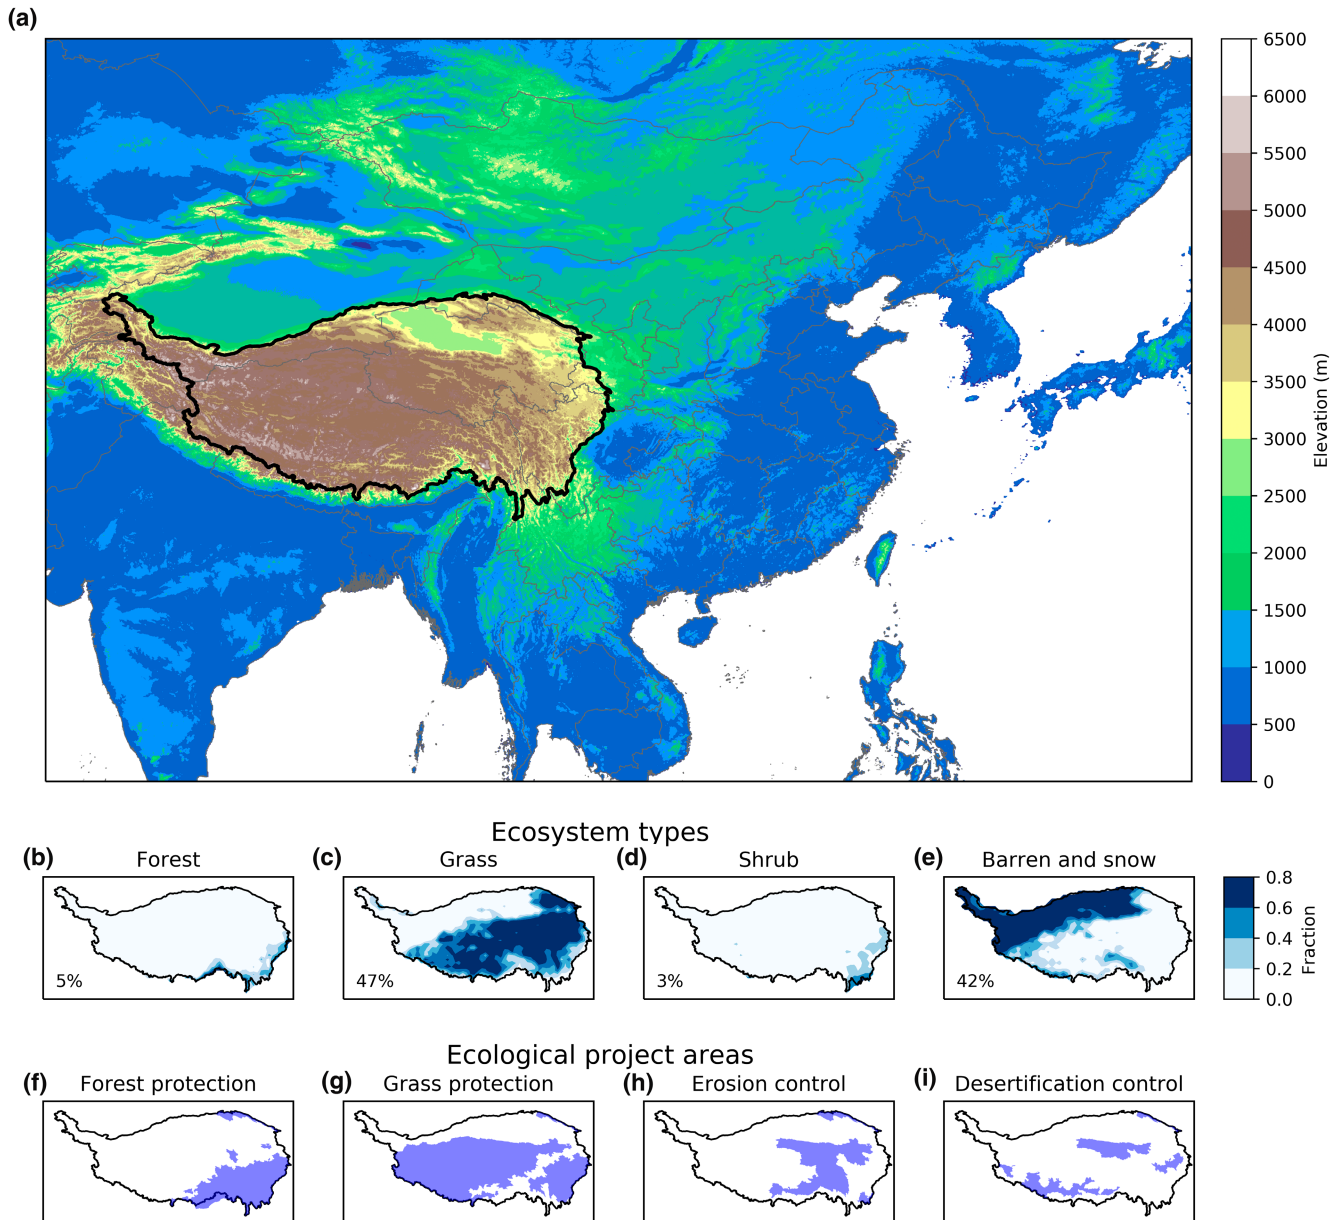 (a)
6500
6000
5500
5000
4500
4000
3500
3000
2500
2000
1500
1000
500
0
Elevation (m)
Ecosystem types
(b) Forest
(c) Grass
(d) Shrub
(e) Barren and snow
5%
47%
3%
42%
0.8
0.6
0.4
0.2
0.0
Fraction
Ecological project areas
(f) Forest protection
(g) Grass protection
(h) Erosion control
(i) Desertification control